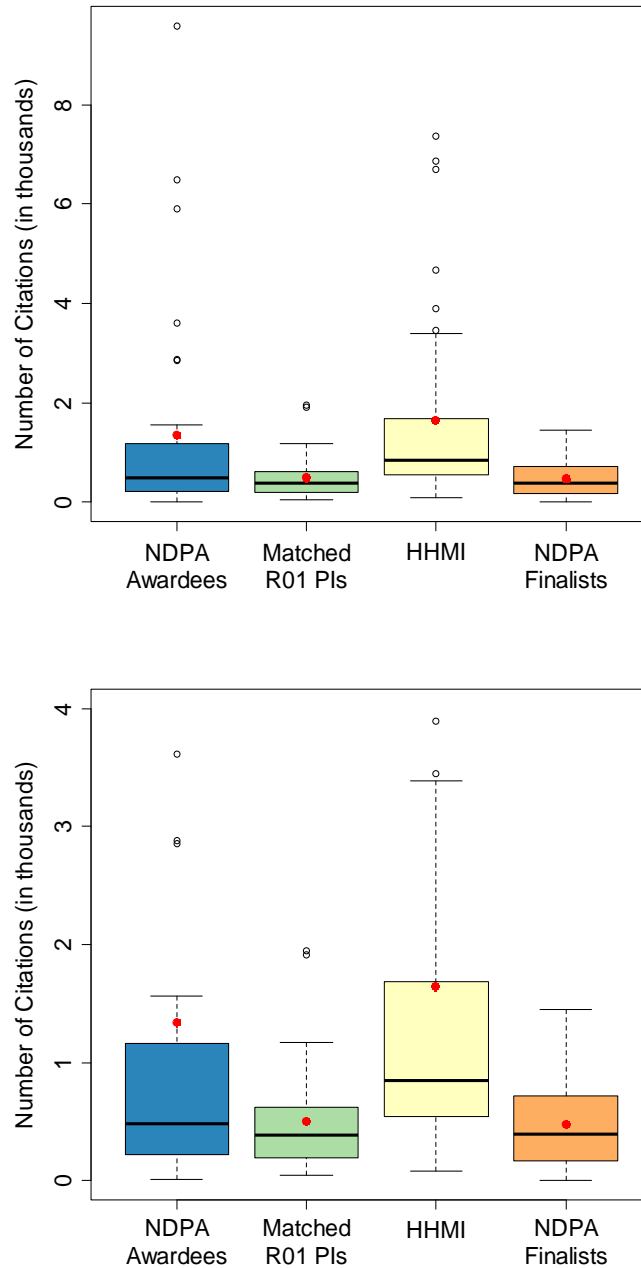 Number of Citations (in thousands)
8
6
4
2
0
NDPA
Awardees
Matched
R01 PIs
HHMI
NDPA
Finalists
Number of Citations (in thousands)
4
3
2
1
0
NDPA
Awardees
Matched
R01 PIs
HHMI
NDPA
Finalists